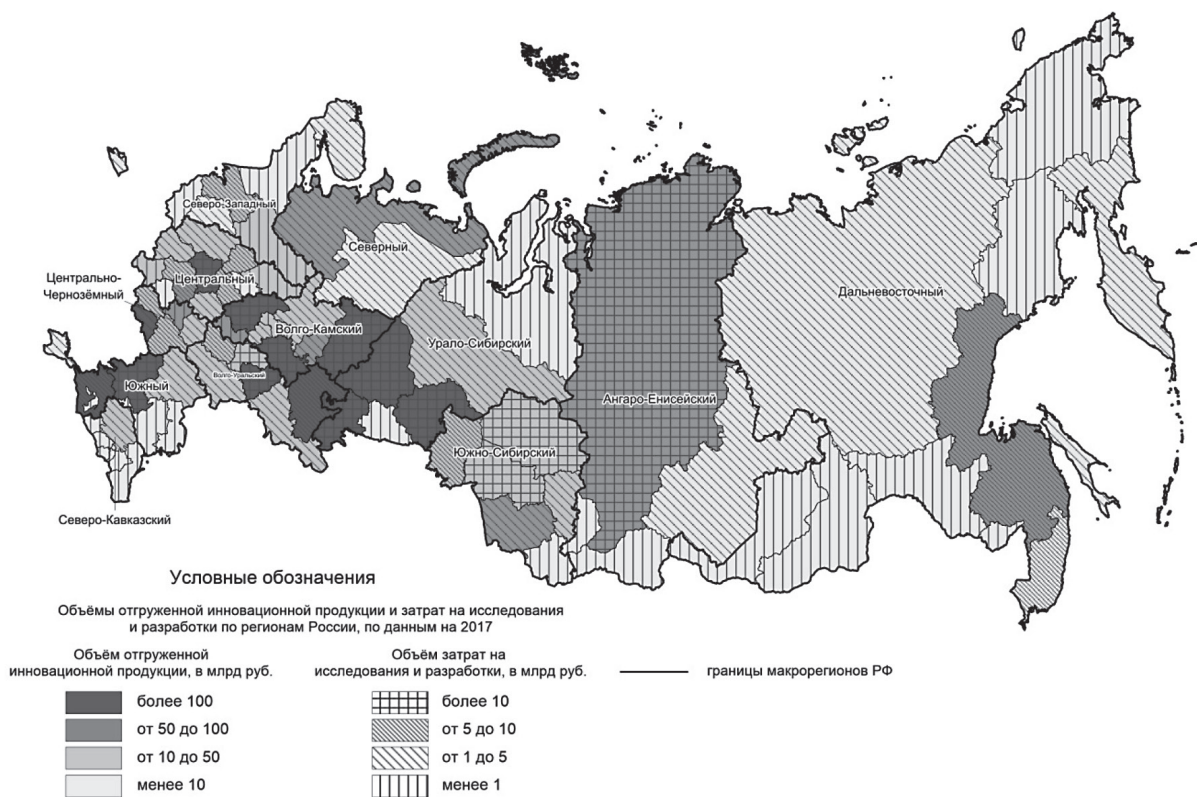 Северо-Западный
Северный
Центрально-
Чернозёмный
Центральный
Волго-Камский
Урало-Сибирский
Дальневосточный
Волго-Уральский
Южный
Ангаро-Енисейский
Южно-Сибирский
Северо-Кавказский
Условные обозначения
Объёмы отгруженной инновационной продукции и затрат на исследования
и разработки по регионам России, по данным на 2017
Объём отгруженной
инновационной продукции, в млрд руб.
более 100
от 50 до 100
от 10 до 50
менее 10
Объём затрат на
исследования и разработки, в млрд руб.
более 10
от 5 до 10
от 1 до 5
менее 1
границы макрорегионов РФ